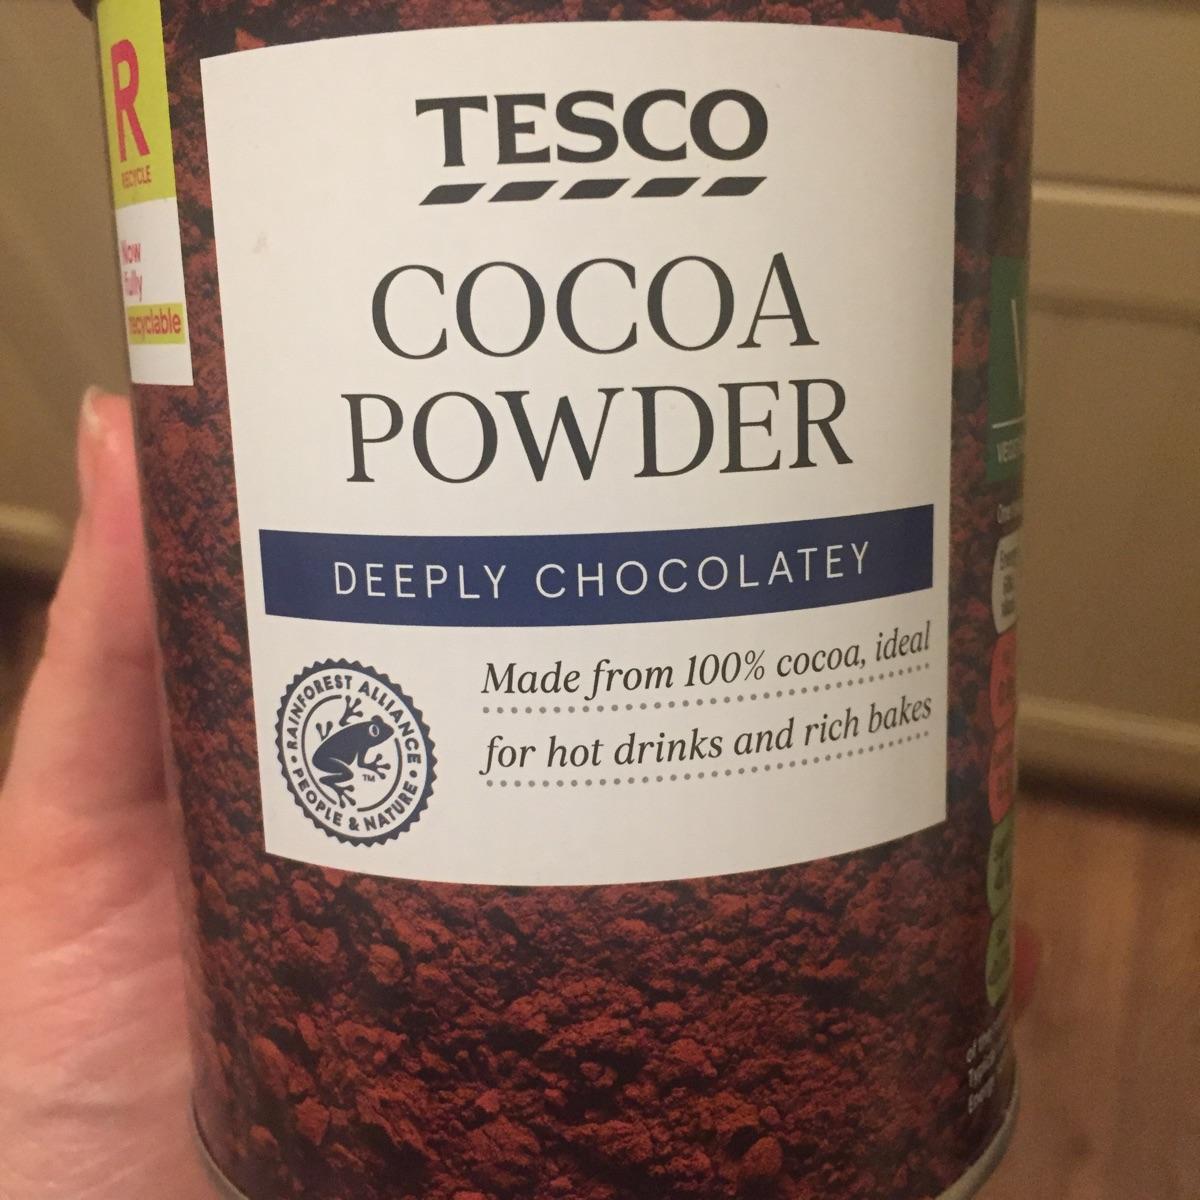 R
RECYCLE
Now
fully
recyclable
TESCO
COCOA
POWDER
DEEPLY CHOCOLATEY
Made from 100% cocoa, ideal
for hot drinks and rich bakes
RAINFOREST ALLIANCE
PEOPLE & NATURE
TM
V